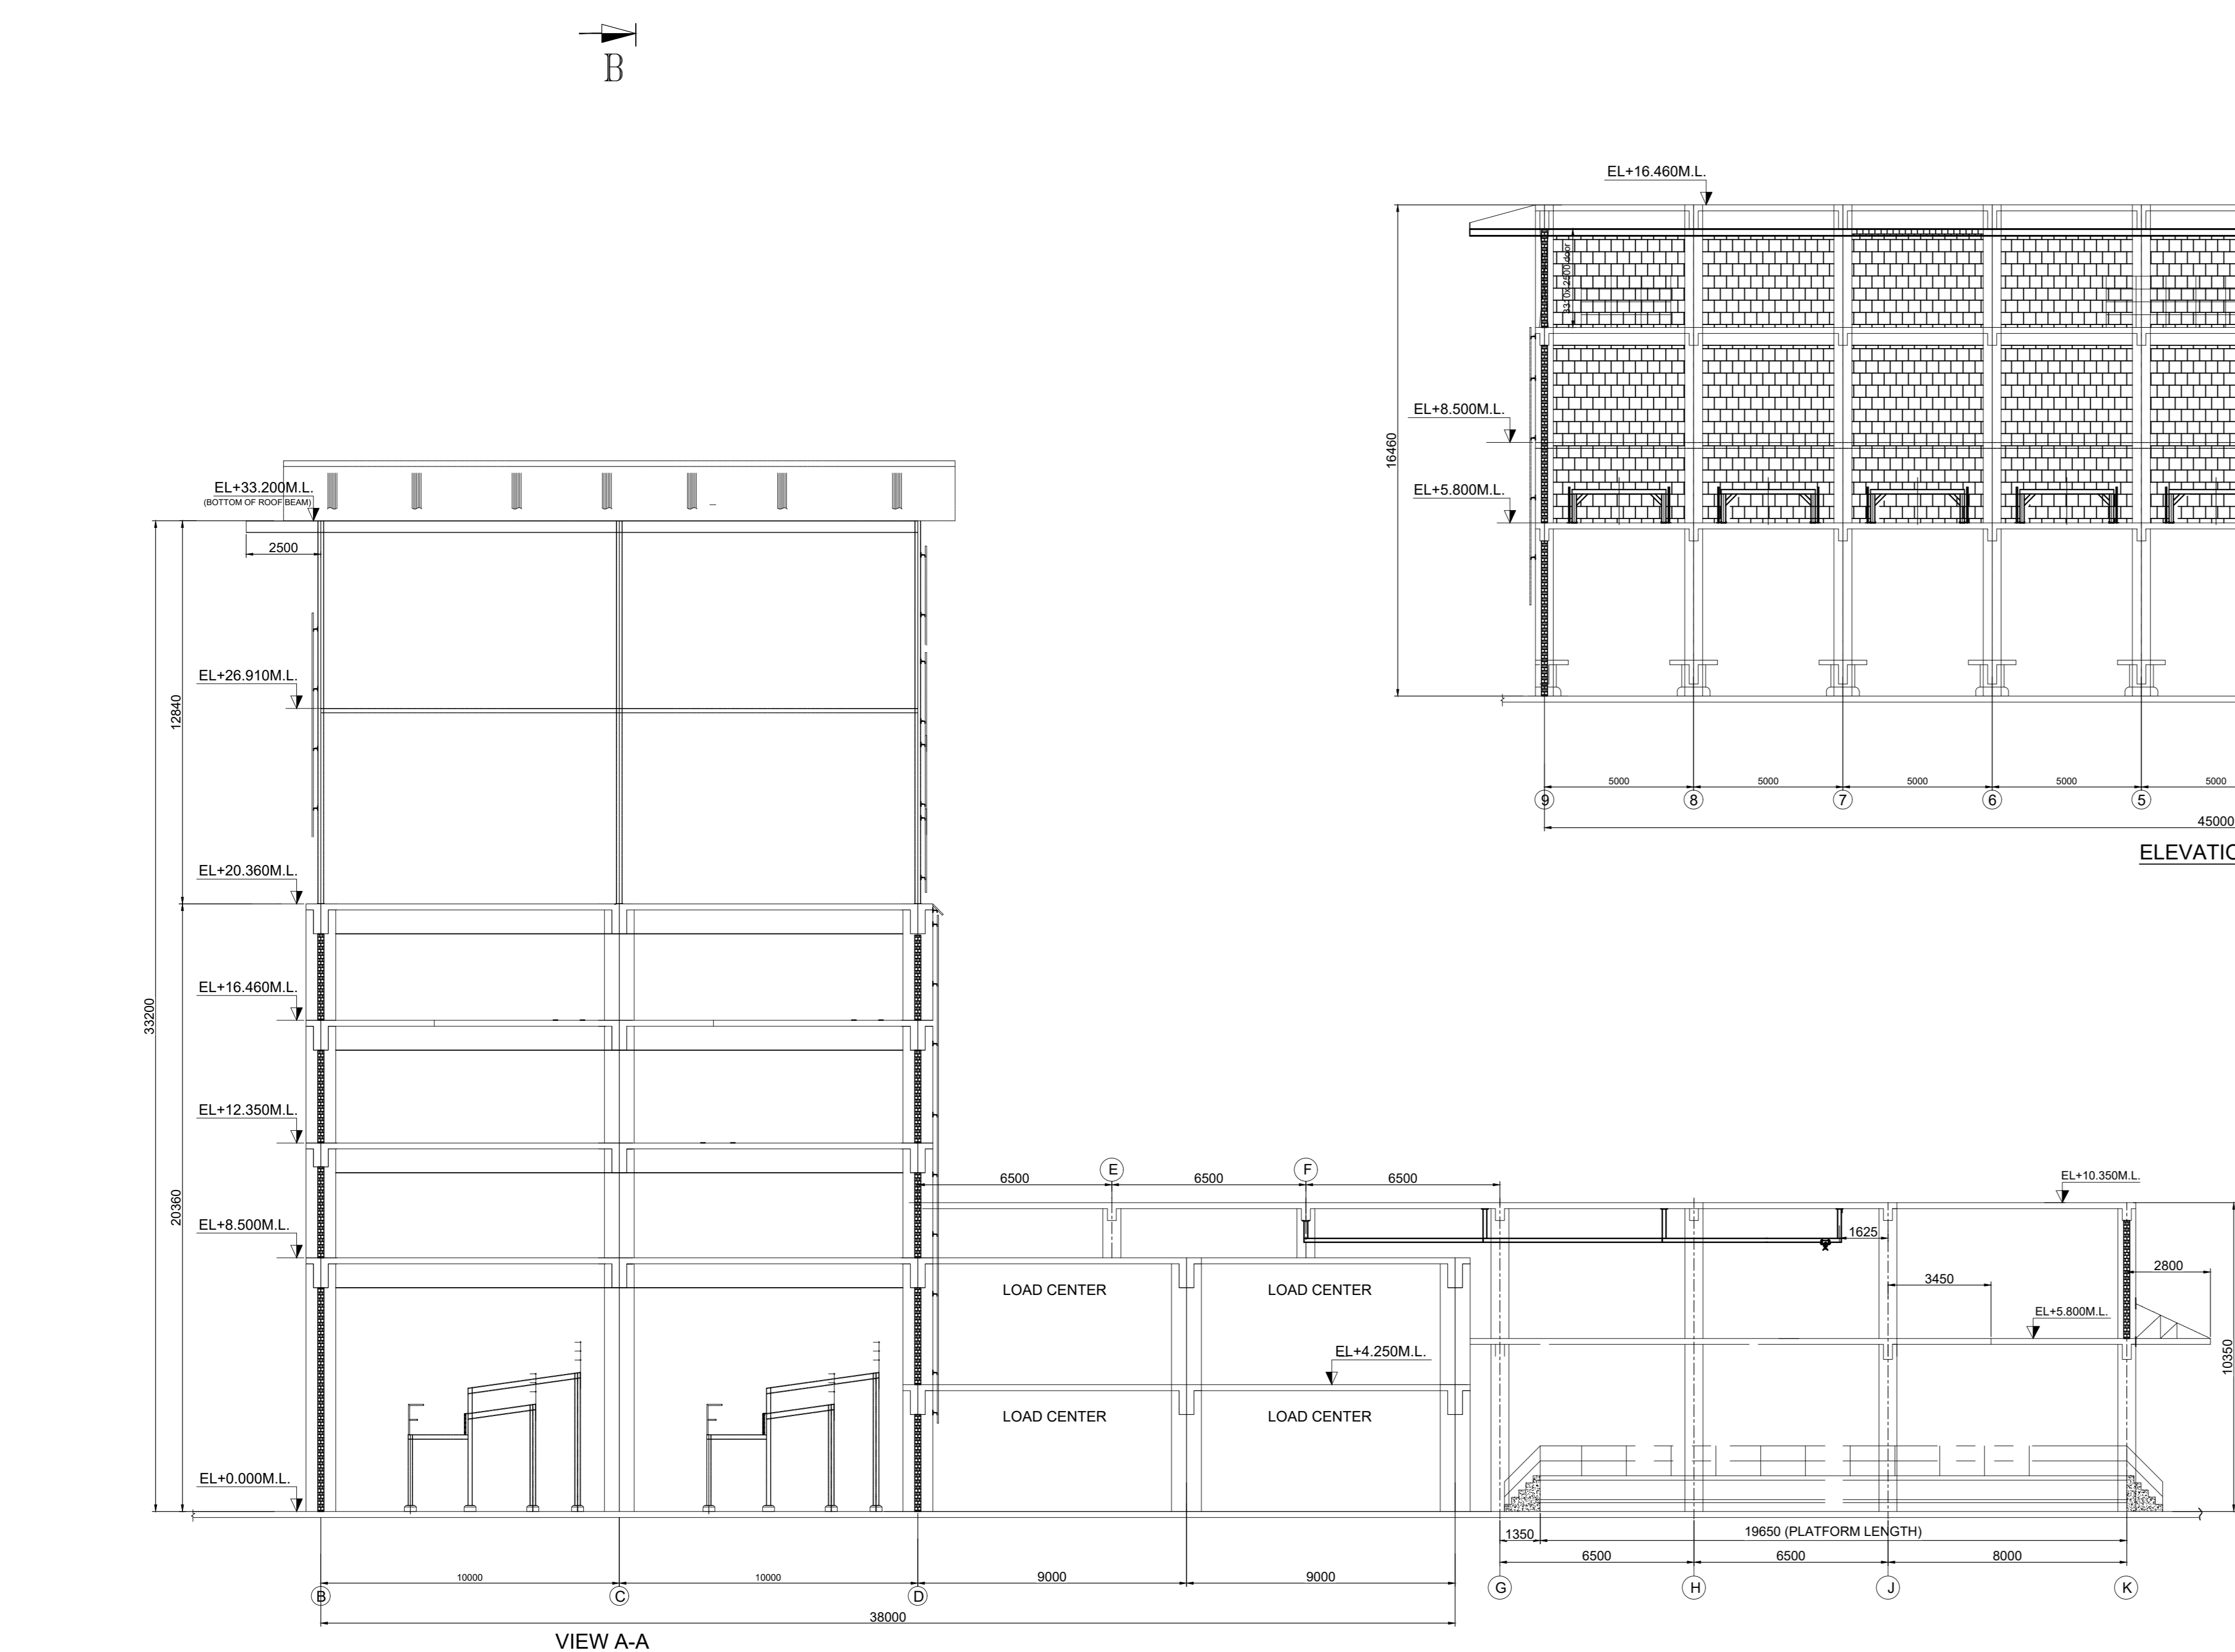 B
EL+16.460M.L.
3310x2500 door
EL+8.500M.L.
16460
EL+5.800M.L.
5000
5000
5000
5000
5000
9
8
7
6
5
45000
EL+33.200M.L.
(BOTTOM OF ROOF BEAM)
2500
EL+26.910M.L.
12840
EL+20.360M.L.
EL+16.460M.L.
33200
EL+12.350M.L.
20360
EL+8.500M.L.
EL+0.000M.L.
E
F
6500
6500
6500
EL+10.350M.L.
1625
LOAD CENTER
LOAD CENTER
2800
3450
EL+5.800M.L.
EL+4.250M.L.
10350
LOAD CENTER
LOAD CENTER
1350
19650 (PLATFORM LENGTH)
6500
6500
8000
10000
10000
9000
9000
B
C
D
G
H
J
K
38000
VIEW A-A